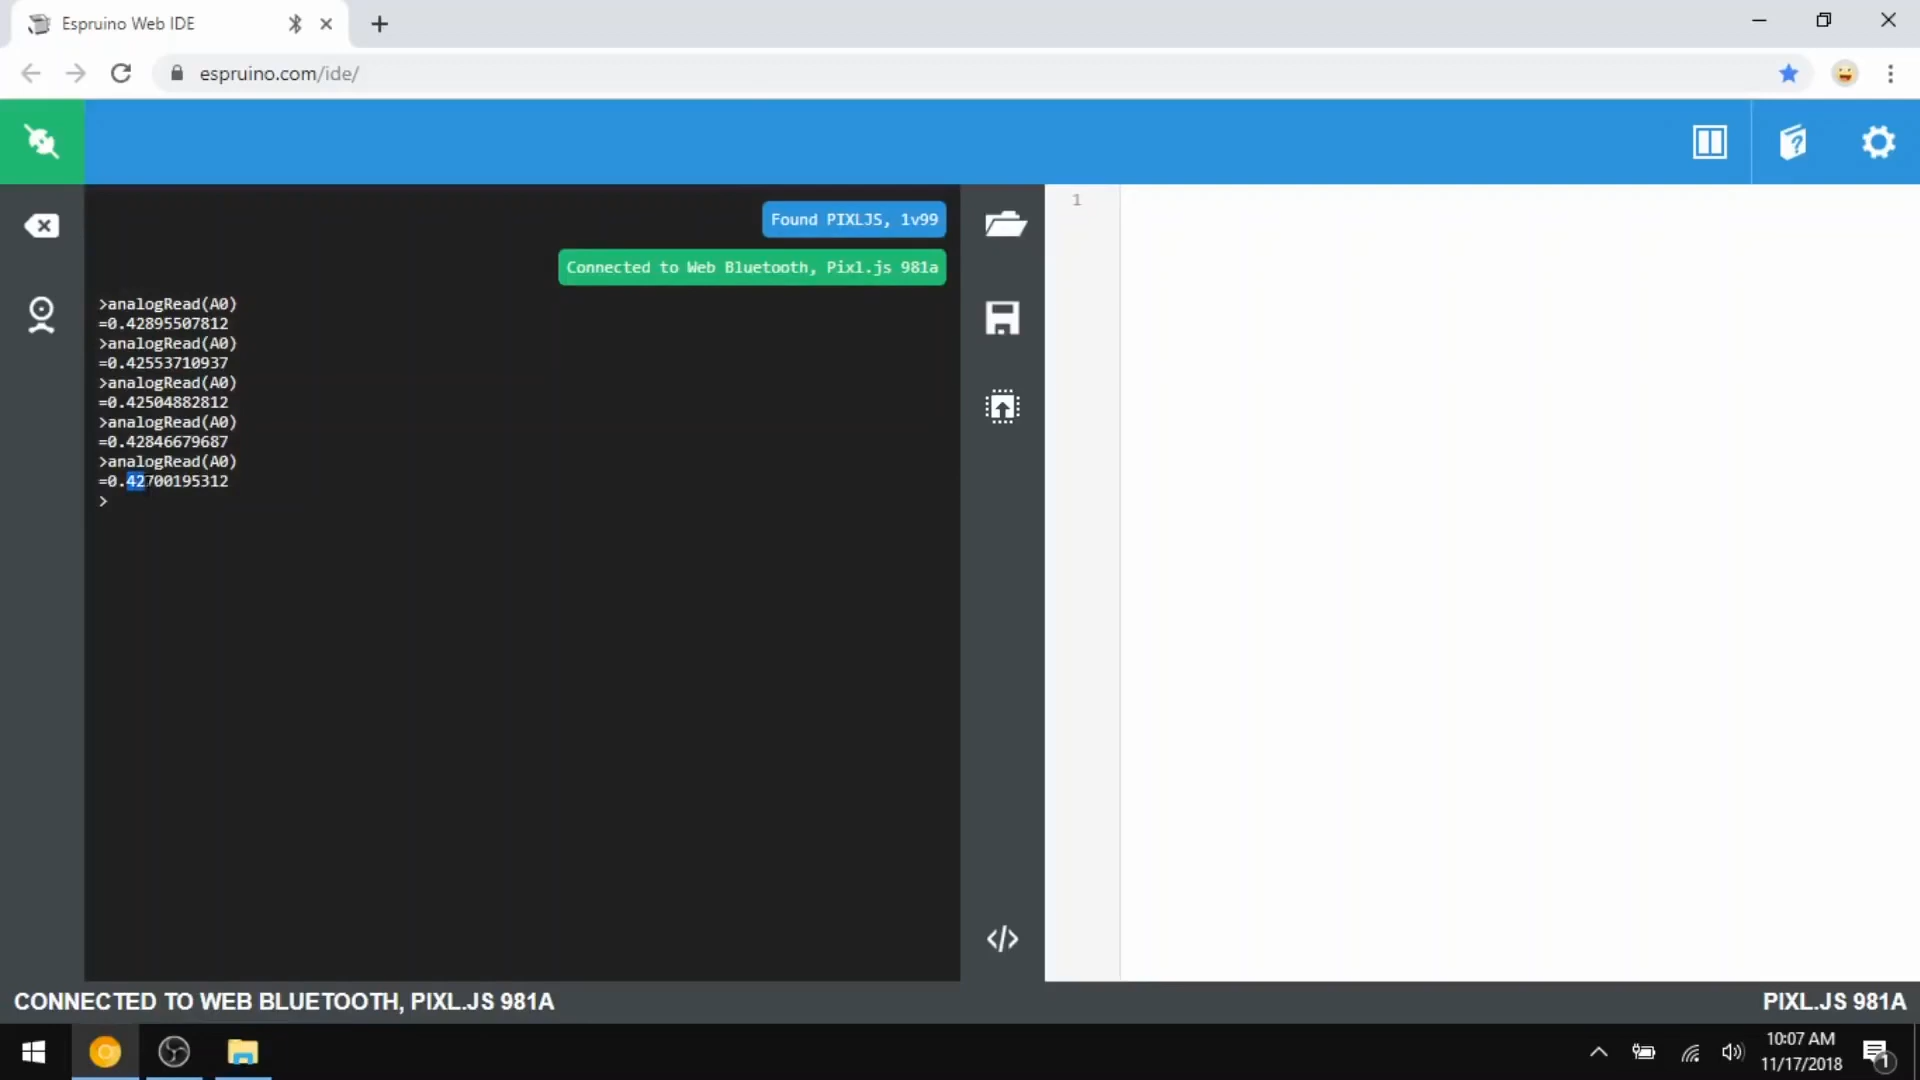 Espruino Web IDE
espruino.com/ide/
Found PIXLJS, 1v99
Connected to Web Bluetooth, Pixl.js 981a
>analogRead(A0)
=0.42895507812
>analogRead(A0)
=0.42553710937
>analogRead(A0)
=0.42504882812
>analogRead(A0)
=0.42846679687
>analogRead(A0)
=0.42700195312
>
1
CONNECTED TO WEB BLUETOOTH, PIXL.JS 981A
PIXL.JS 981A
10:07 AM
11/17/2018
1